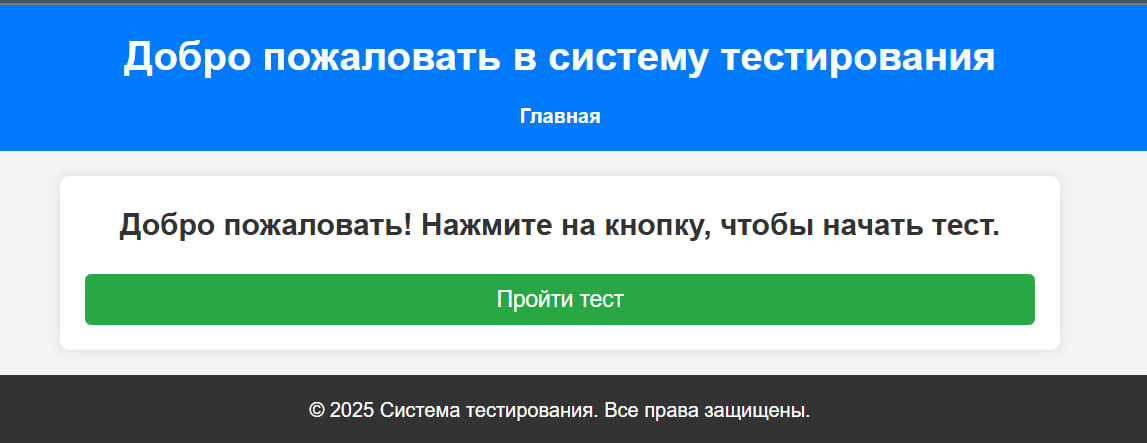 Добро пожаловать в систему тестирования
Главная
Добро пожаловать! Нажмите на кнопку, чтобы начать тест.
Пройти тест
© 2025 Система тестирования. Все права защищены.